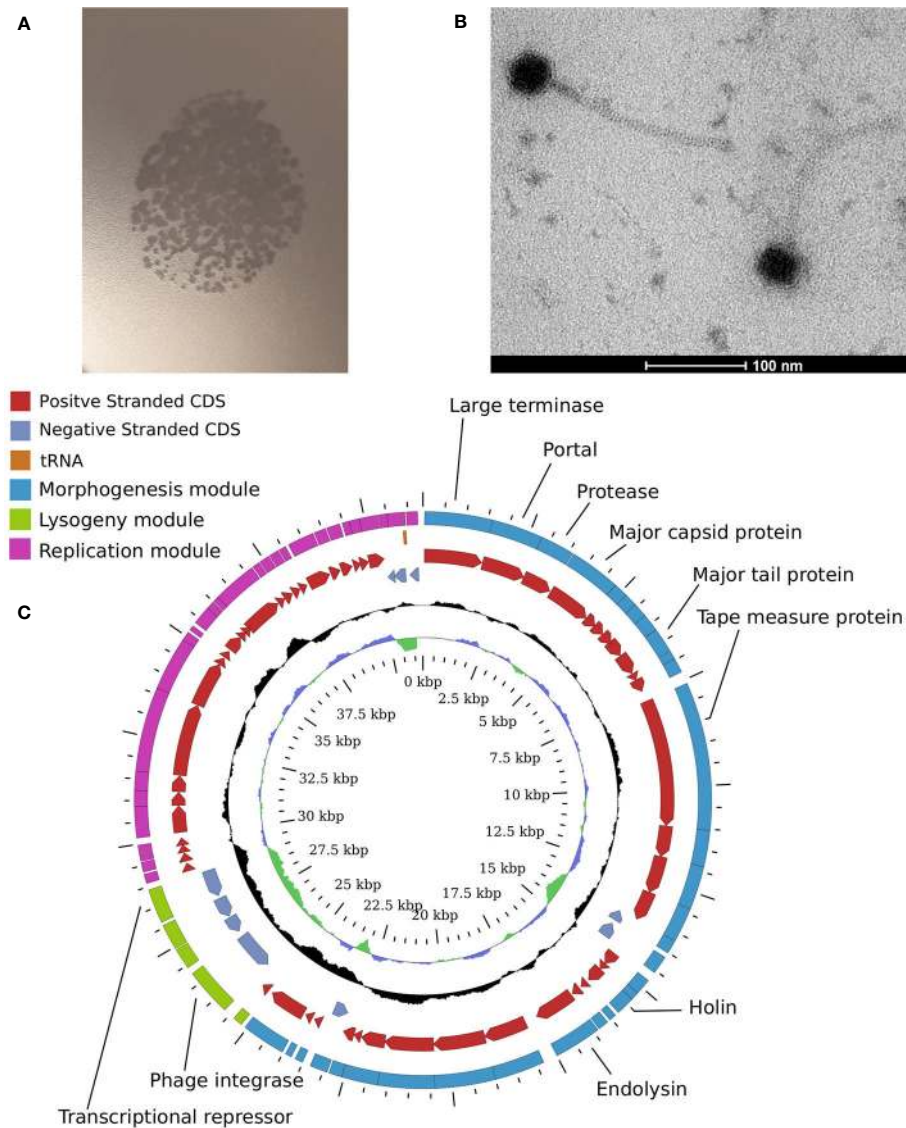 A
B
100 nm
Positve Stranded CDS
Negative Stranded CDS
tRNA
Morphogenesis module
Lysogeny module
Replication module
C
Large terminase
Portal
Protease
Major capsid protein
Major tail protein
Tape measure protein
0 kbp
2.5 kbp
5 kbp
7.5 kbp
10 kbp
12.5 kbp
15 kbp
17.5 kbp
20 kbp
22.5 kbp
25 kbp
27.5 kbp
30 kbp
32.5 kbp
35 kbp
37.5 kbp
Holin
Endolysin
Phage integrase
Transcriptional repressor